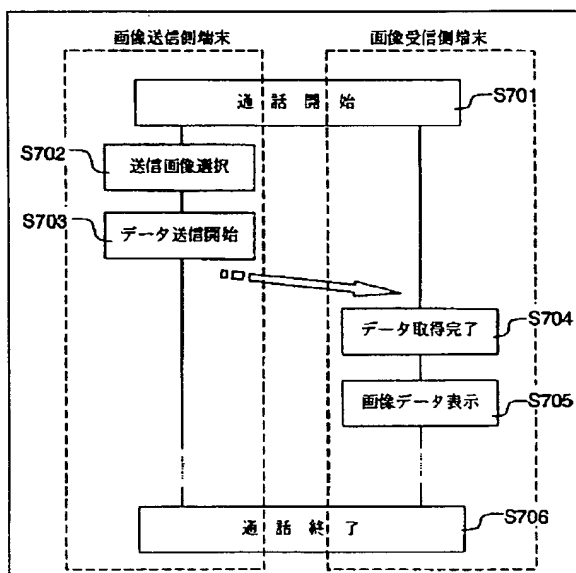 画像送信側端末
画像受信側端末
通話開始
S701
S702
送信画像選択
S703
データ送信開始
データ取得完了
S704
画像データ表示
S705
通話終了
S706